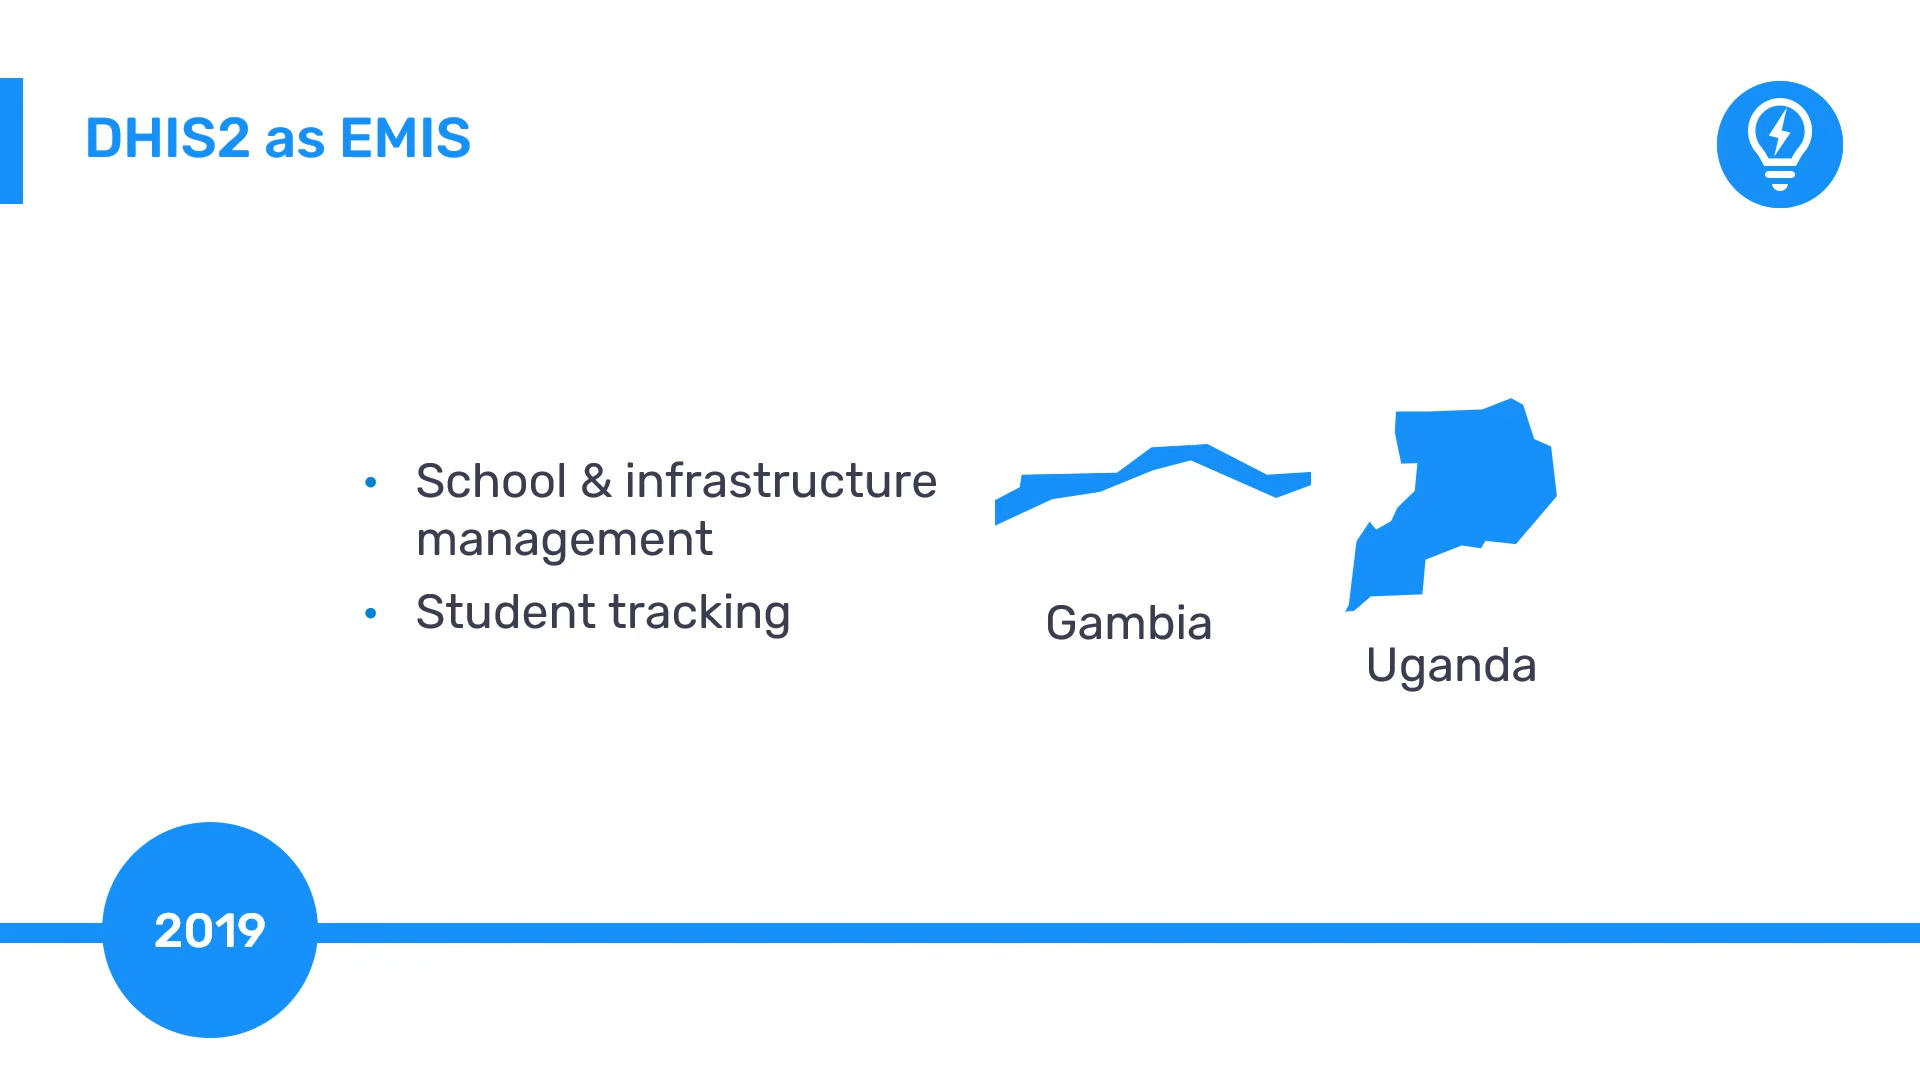 DHIS2 as EMIS
• School & infrastructure
management
• Student tracking
Gambia
Uganda
2019